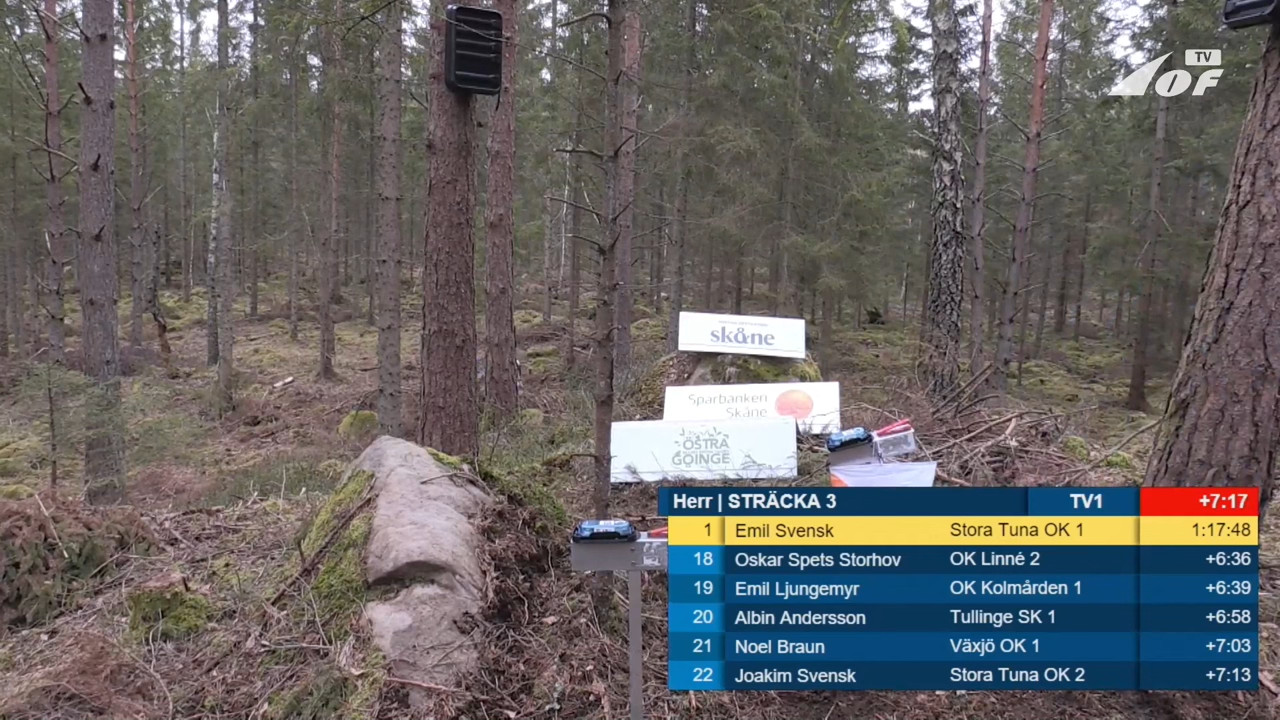 TV
OF
skåne
Sparbanken
Skåne
ÖSTRA
GÖINGE
Herr | STRÄCKA 3 TV1 +7:17
1 Emil Svensk Stora Tuna OK 1 1:17:48
18 Oskar Spets Storhov OK Linné 2 +6:36
19 Emil Ljungemyr OK Kolmården 1 +6:39
20 Albin Andersson Tullinge SK 1 +6:58
21 Noel Braun Växjö OK 1 +7:03
22 Joakim Svensk Stora Tuna OK 2 +7:13